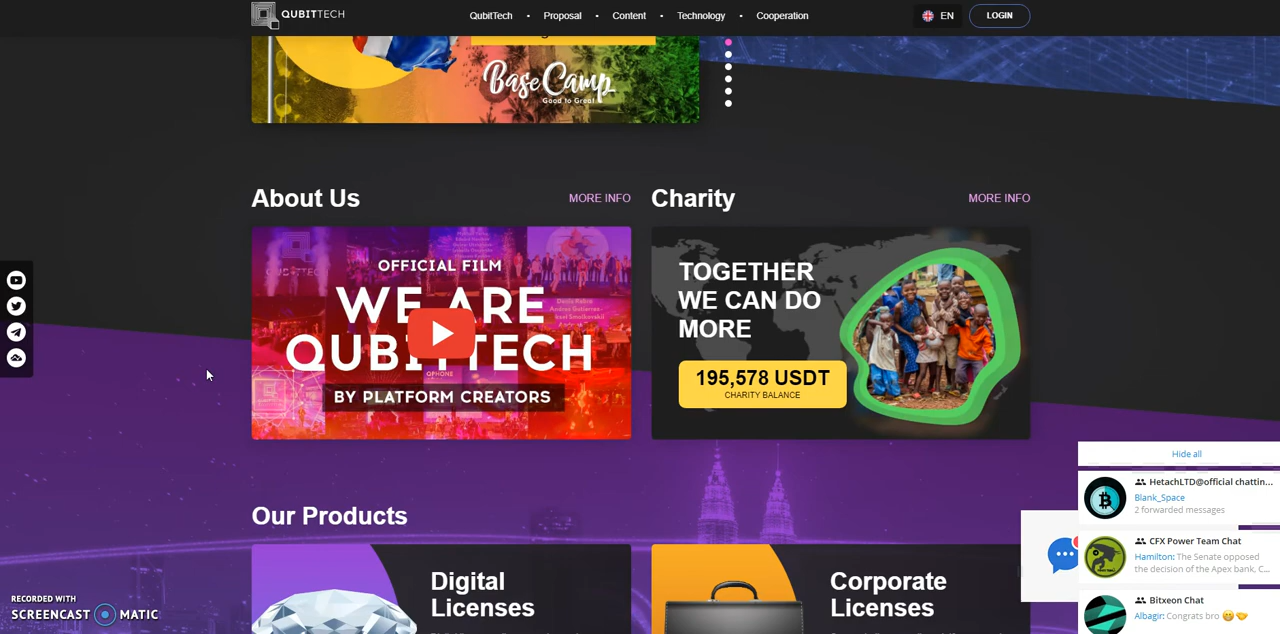 QUBITTECH
QubitTech
Proposal
Content
Technology
Cooperation
EN
LOGIN
BaseCamp
Good to Great
About Us
MORE INFO
Charity
MORE INFO
OFFICIAL FILM
WE ARE
QUBITTECH
BY PLATFORM CREATORS
QPHONE
TOGETHER
WE CAN DO
MORE
195,578 USDT
CHARITY BALANCE
Our Products
Digital
Licenses
Corporate
Licenses
Hide all
HetachLTD@official chattin...
Blank_Space
2 forwarded messages
CFX Power Team Chat
Hamilton: The Senate opposed
the decision of the Apex bank, C...
Bitxeon Chat
Albagir: Congrats bro 😁🤝
RECORDED WITH
SCREENCAST MATIC